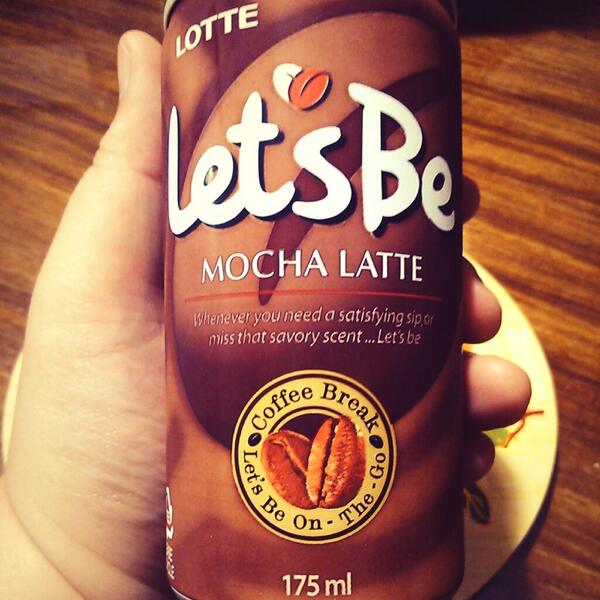 LOTTE
Let's Be
MOCHA LATTE
Whenever you need a satisfying sip, or
miss that savory scent ... Let's be
Coffee Break
Let's Be On - The - Go
175 ml